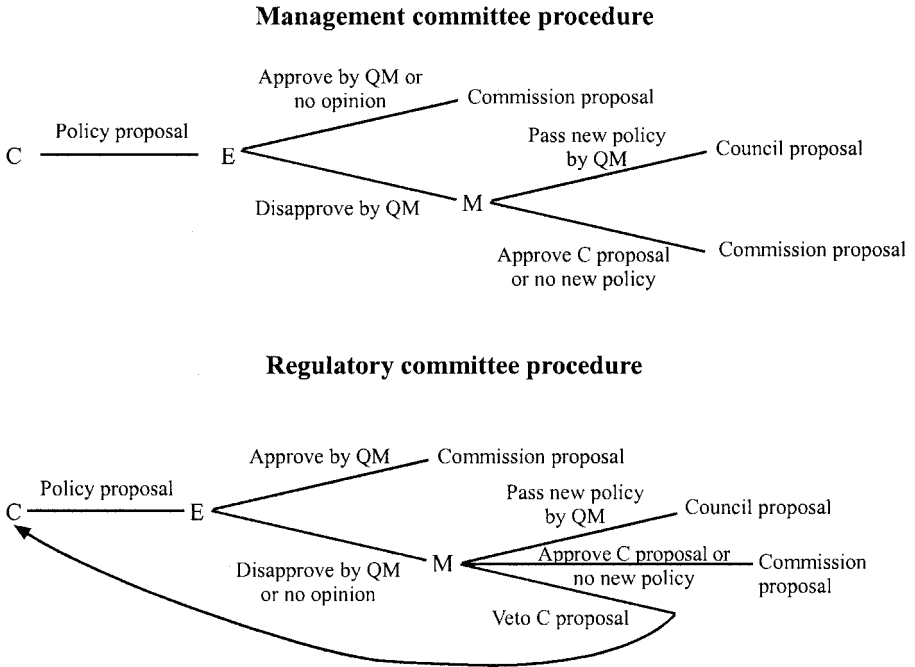 Management committee procedure
Approve by QM or
no opinion
Commission proposal
Policy proposal
C
E
Pass new policy
by QM
Council proposal
Disapprove by QM
M
Approve C proposal
or no new policy
Commission proposal
Regulatory committee procedure
Approve by QM
Commission proposal
Policy proposal
C
E
Pass new policy
by QM
Council proposal
Disapprove by QM
or no opinion
M
Approve C proposal or
no new policy
Commission
proposal
Veto C proposal